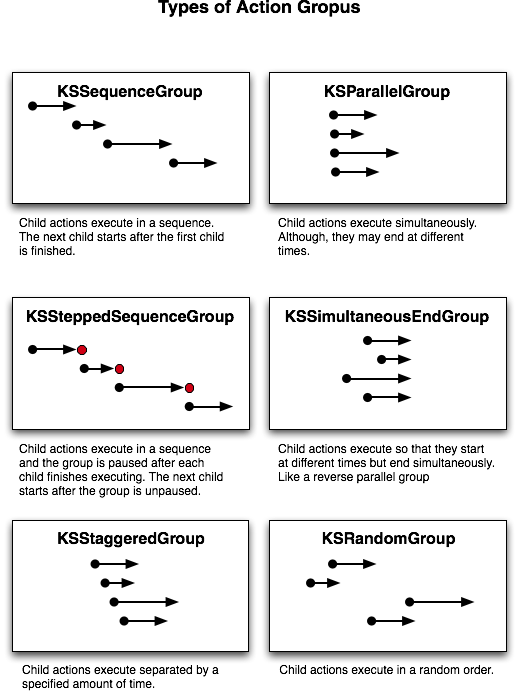 Types of Action Gropus
KSSequenceGroup
Child actions execute in a sequence.
The next child starts after the first child
is finished.
KSParallelGroup
Child actions execute simultaneously.
Although, they may end at different
times.
KSSteppedSequenceGroup
Child actions execute in a sequence
and the group is paused after each
child finishes executing. The next child
starts after the group is unpaused.
KSSimultaneousEndGroup
Child actions execute so that they start
at different times but end simultaneously.
Like a reverse parallel group
KSStaggeredGroup
Child actions execute separated by a
specified amount of time.
KSRandomGroup
Child actions execute in a random order.